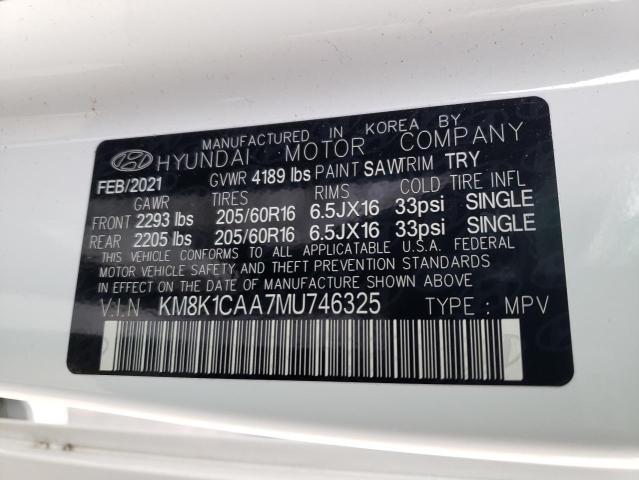 MANUFACTURED IN KOREA BY
HYUNDAI MOTOR COMPANY
FEB/2021 GVWR 4189 lbs PAINT SAW TRIM TRY
GAWR TIRES RIMS COLD TIRE INFL
FRONT 2293 lbs 205/60R16 6.5JX16 33psi SINGLE
REAR 2205 lbs 205/60R16 6.5JX16 33psi SINGLE
THIS VEHICLE CONFORMS TO ALL APPLICABLE U.S.A. FEDERAL
MOTOR VEHICLE SAFETY, BUMPER, AND THEFT PREVENTION STANDARDS
IN EFFECT ON THE DATE OF MANUFACTURE SHOWN ABOVE.
V.I.N. KM8K1CAA7MU746325 TYPE : MPV